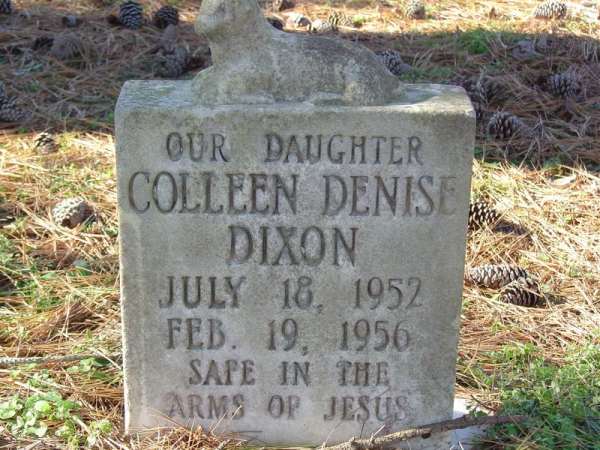 OUR DAUGHTER
COLLEEN DENISE
DIXON
JULY 18, 1952
FEB. 19, 1956
SAFE IN THE
ARMS OF JESUS